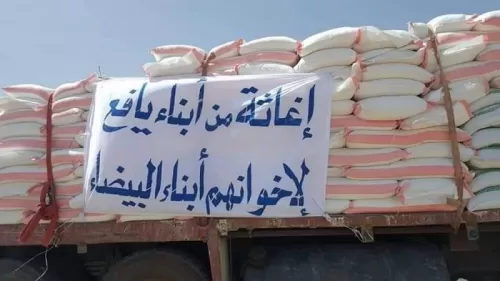 إغاثة من أبناء يافع
لإخوانهم أبناء البيضاء